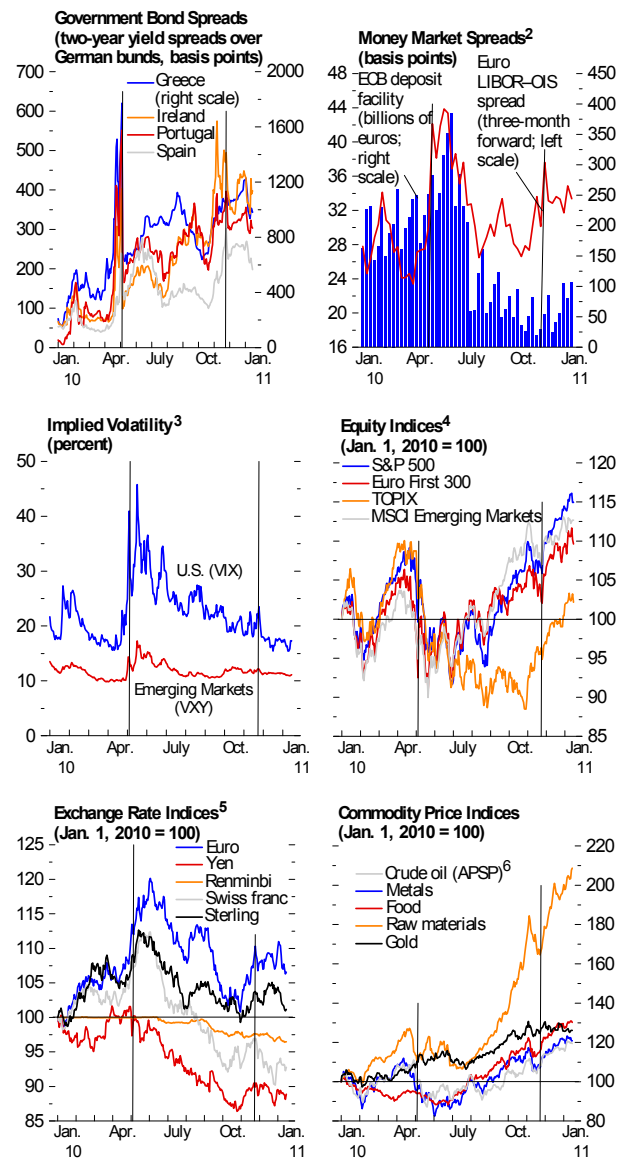 Government Bond Spreads
(two-year yield spreads over
German bunds, basis points)
700
600
500
400
300
200
100
0
2000
1600
1200
800
400
0
Greece
(right scale)
Ireland
Portugal
Spain
Jan. Apr. July Oct. Jan.
10 11
Money Market Spreads2
(basis points)
48
44
40
36
32
28
24
20
16
450
400
350
300
250
200
150
100
50
0
ECB deposit
facility
(billions of
euros;
right
scale)
Euro
LIBOR–OIS
spread
(three-month
forward; left
scale)
Jan. Apr. July Oct. Jan.
10 11
Implied Volatility3
(percent)
50
40
30
20
10
0
U.S. (VIX)
Emerging Markets
(VXY)
Jan. Apr. July Oct. Jan.
10 11
Equity Indices4
(Jan. 1, 2010 = 100)
S&P 500
Euro First 300
TOPIX
MSCI Emerging Markets
120
115
110
105
100
95
90
85
Jan. Apr. July Oct. Jan.
10 11
Exchange Rate Indices5
(Jan. 1, 2010 = 100)
125
120
115
110
105
100
95
90
85
Euro
Yen
Renminbi
Swiss franc
Sterling
Jan. Apr. July Oct. Jan.
10 11
Commodity Price Indices
(Jan. 1, 2010 = 100)
Crude oil (APSP)6
Metals
Food
Raw materials
Gold
220
200
180
160
140
120
100
80
Jan. Apr. July Oct. Jan.
10 11